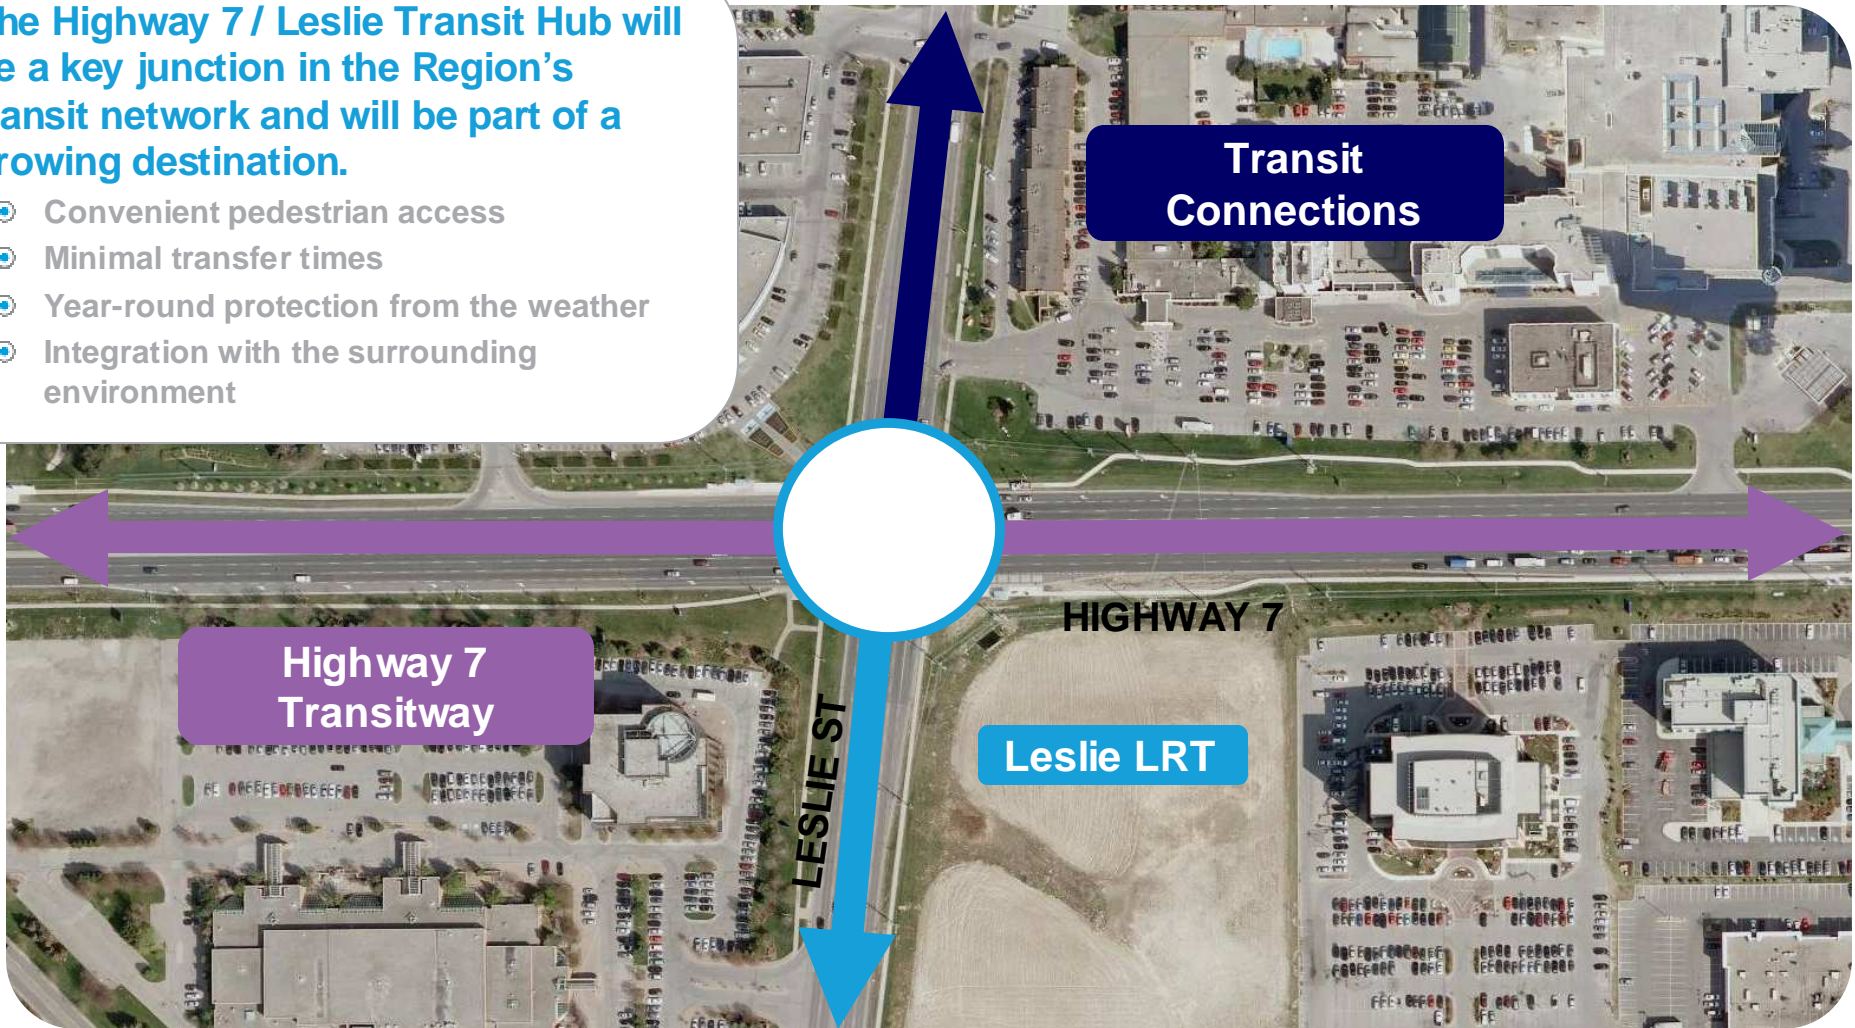 he Highway 7 / Leslie Transit Hub will
e a key junction in the Region's
ansit network and will be part of a
rowing destination.
Convenient pedestrian access
Minimal transfer times
Year-round protection from the weather
Integration with the surrounding
environment
Transit
Connections
HIGHWAY 7
Highway 7
Transitway
LESLIE ST
Leslie LRT